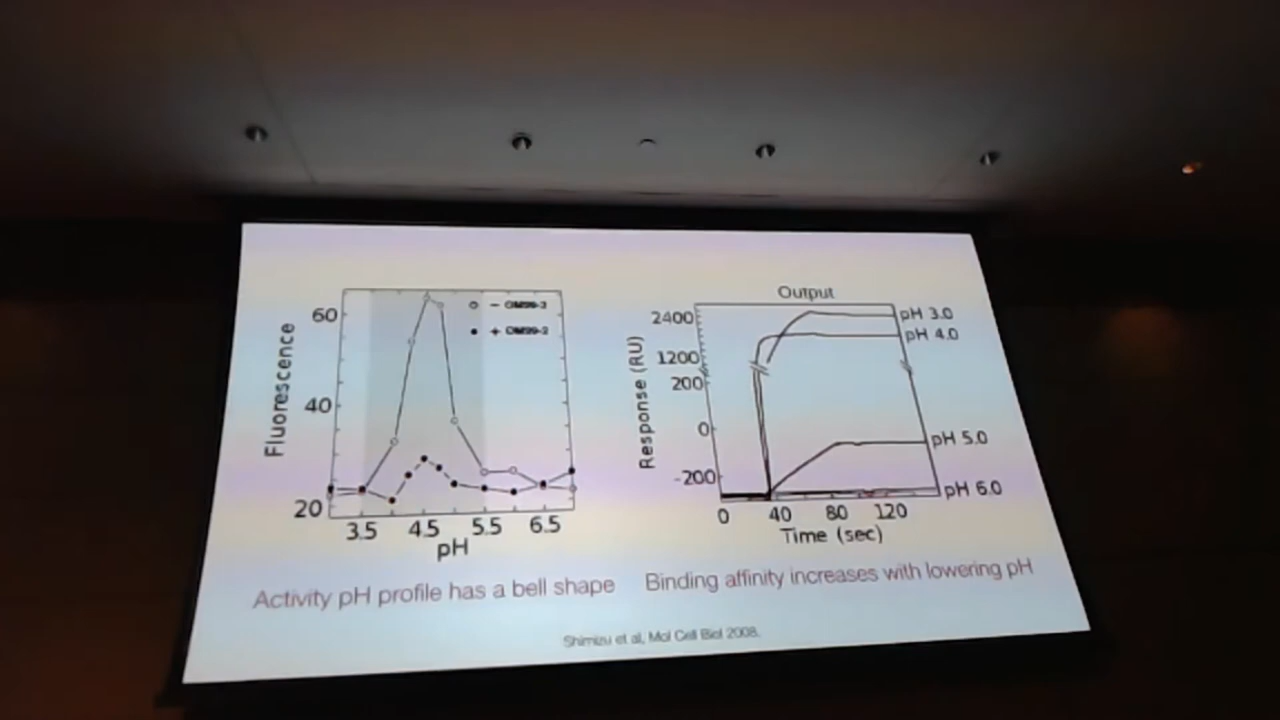 60
40
20
Fluorescence
3.5 4.5 5.5 6.5
pH
Activity pH profile has a bell shape
Output
2400
1200
200
0
-200
Response (RU)
pH 3.0
pH 4.0
pH 5.0
pH 6.0
0 40 80 120
Time (sec)
Binding affinity increases with lowering pH
Shimizu et al, Mol Cell Biol 2008.